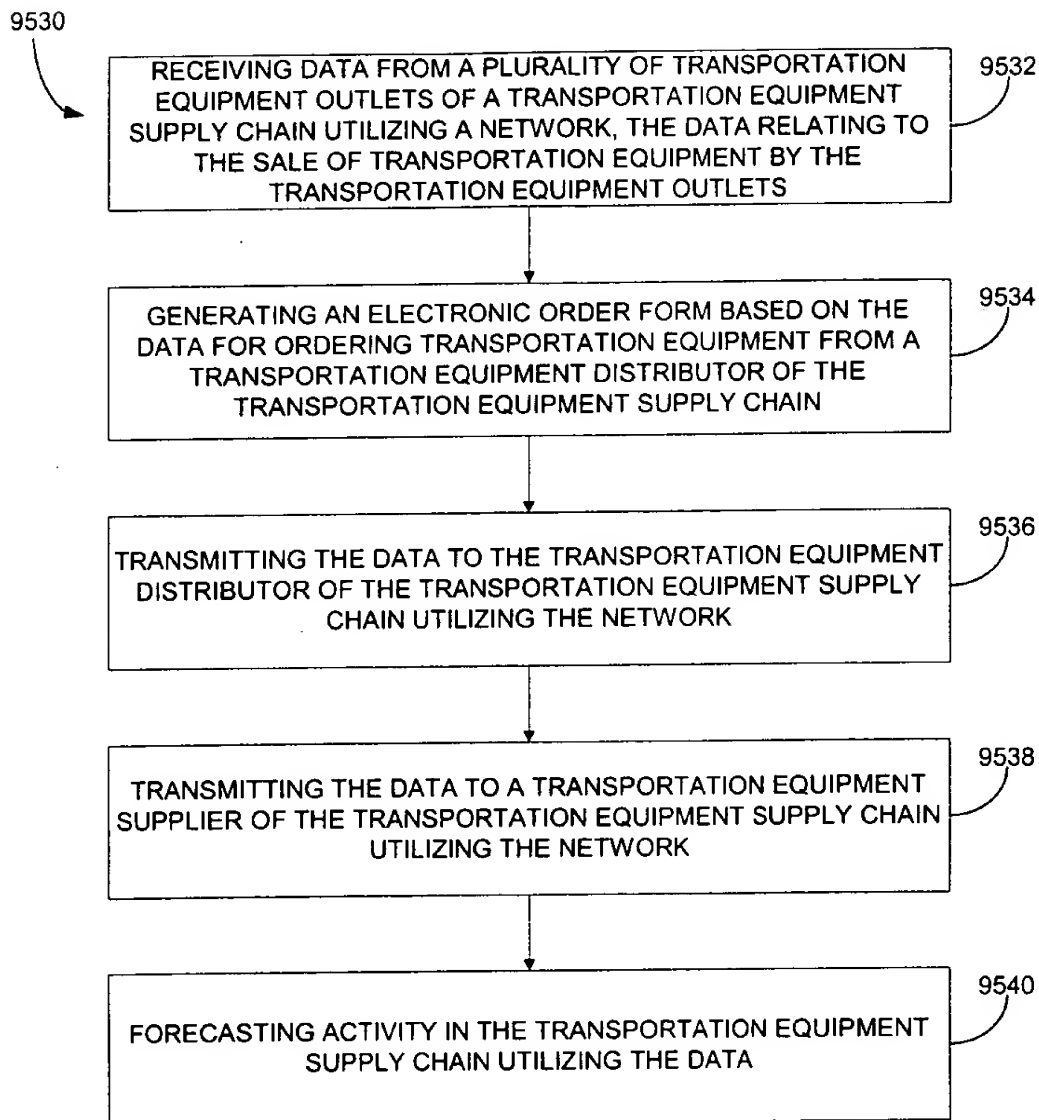 9530
RECEIVING DATA FROM A PLURALITY OF TRANSPORTATION
EQUIPMENT OUTLETS OF A TRANSPORTATION EQUIPMENT
SUPPLY CHAIN UTILIZING A NETWORK, THE DATA RELATING TO
THE SALE OF TRANSPORTATION EQUIPMENT BY THE
TRANSPORTATION EQUIPMENT OUTLETS
9532
GENERATING AN ELECTRONIC ORDER FORM BASED ON THE
DATA FOR ORDERING TRANSPORTATION EQUIPMENT FROM A
TRANSPORTATION EQUIPMENT DISTRIBUTOR OF THE
TRANSPORTATION EQUIPMENT SUPPLY CHAIN
9534
TRANSMITTING THE DATA TO THE TRANSPORTATION EQUIPMENT
DISTRIBUTOR OF THE TRANSPORTATION EQUIPMENT SUPPLY
CHAIN UTILIZING THE NETWORK
9536
TRANSMITTING THE DATA TO A TRANSPORTATION EQUIPMENT
SUPPLIER OF THE TRANSPORTATION EQUIPMENT SUPPLY CHAIN
UTILIZING THE NETWORK
9538
FORECASTING ACTIVITY IN THE TRANSPORTATION EQUIPMENT
SUPPLY CHAIN UTILIZING THE DATA
9540